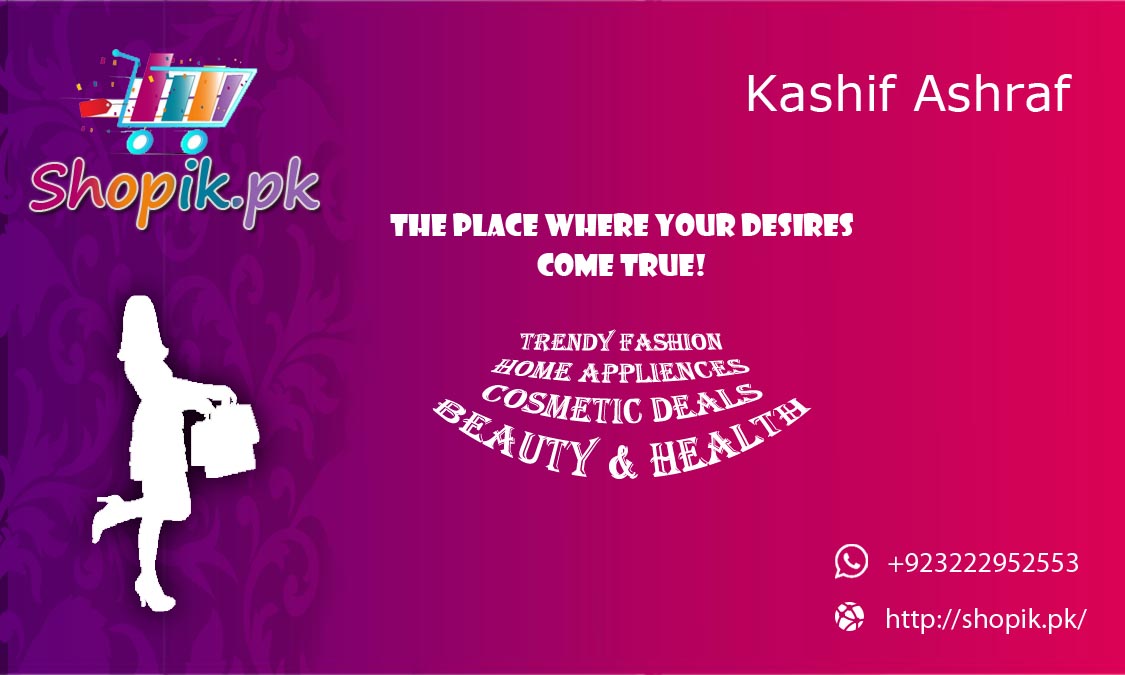 Shopik.pk
Kashif Ashraf
THE PLACE WHERE YOUR DESIRES
COME TRUE!
TRENDY FASHION
HOME APPLIENCES
COSMETIC DEALS
BEAUTY & HEALTH
+923222952553
http://shopik.pk/